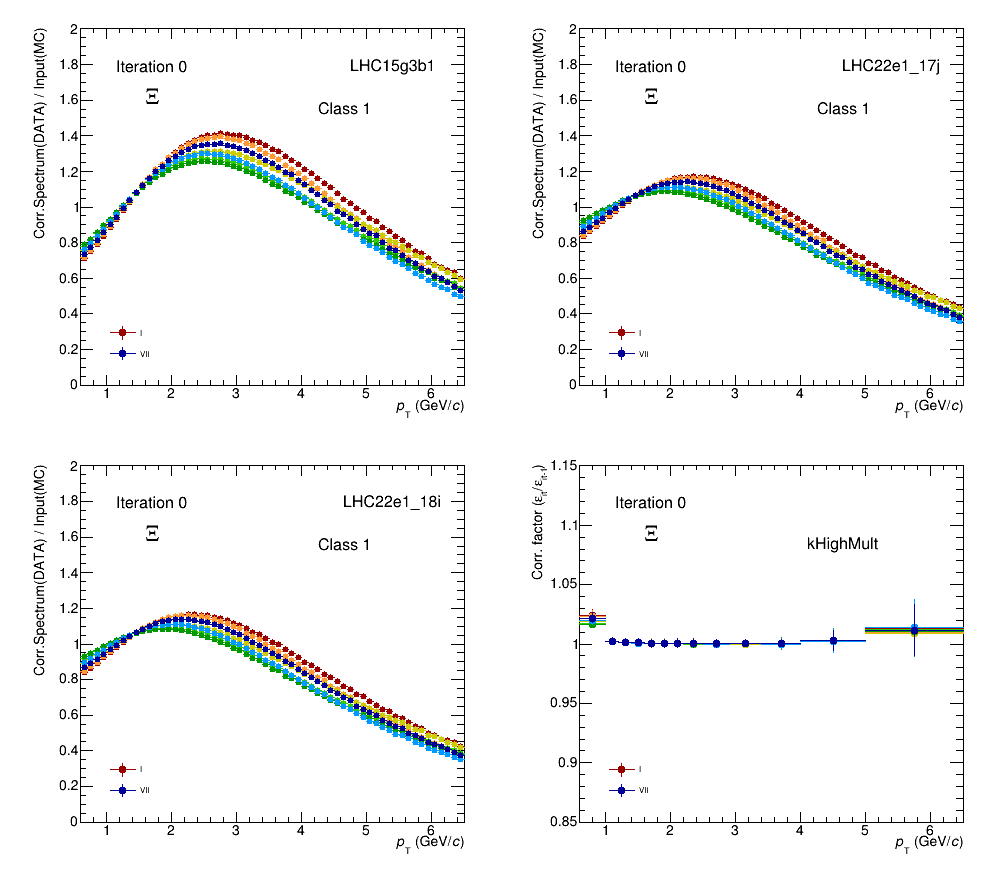 2
1.8
1.6
1.4
1.2
1
0.8
0.6
0.4
0.2
0
Corr.Spectrum(DATA) / Input(MC)
Iteration 0
LHC15g3b1
Ξ
Class 1
I
VII
1 2 3 4 5 6
p_T (GeV/c)
2
1.8
1.6
1.4
1.2
1
0.8
0.6
0.4
0.2
0
Corr.Spectrum(DATA) / Input(MC)
Iteration 0
LHC22e1_17j
Ξ
Class 1
I
VII
1 2 3 4 5 6
p_T (GeV/c)
2
1.8
1.6
1.4
1.2
1
0.8
0.6
0.4
0.2
0
Corr.Spectrum(DATA) / Input(MC)
Iteration 0
LHC22e1_18i
Ξ
Class 1
I
VII
1 2 3 4 5 6
p_T (GeV/c)
1.15
1.1
1.05
1
0.95
0.9
0.85
Corr. factor (ε_it/ε_it-1)
Iteration 0
Ξ
kHighMult
I
VII
1 2 3 4 5 6
p_T (GeV/c)